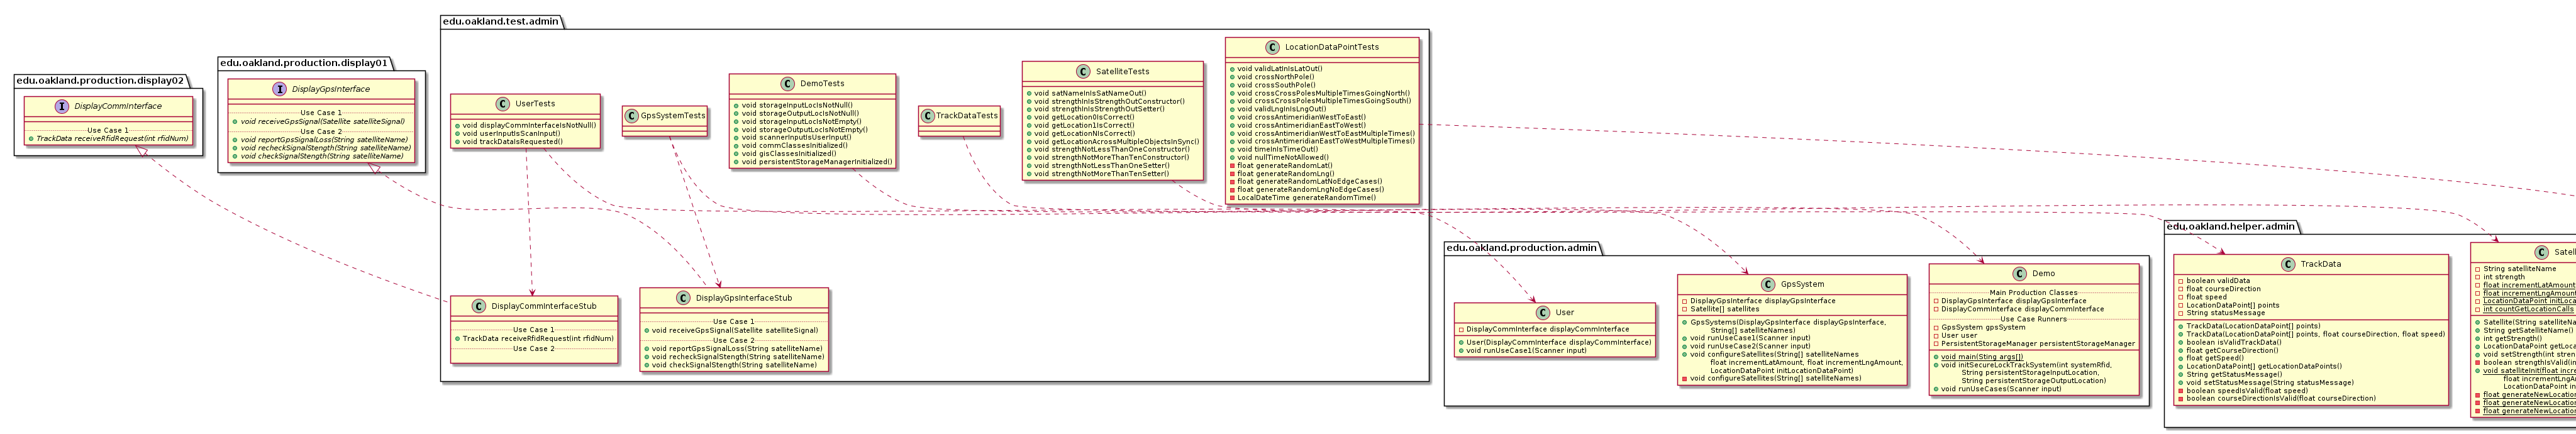 edu.oakland.production.display02
I DisplayCommInterface
Use Case 1
TrackData receiveRfidRequest(int rfidNum)
edu.oakland.production.display01
I DisplayGpsInterface
Use Case 1
void receiveGpsSignal(Satellite satelliteSignal)
Use Case 2
void reportGpsSignalLoss(String satelliteName)
void recheckSignalStength(String satelliteName)
void checkSignalStength(String satelliteName)
edu.oakland.test.admin
C UserTests
void displayCommInterfaceIsNotNull()
void userInputIsScanInput()
void trackDataIsRequested()
C GpsSystemTests
C DemoTests
void storageInputLocIsNotNull()
void storageOutputLocIsNotNull()
void storageInputLocIsNotEmpty()
void storageOutputLocIsNotEmpty()
void scannerInputIsUserInput()
void commClassesInitialized()
void gisClassesInitialized()
void persistentStorageManagerInitialized()
C TrackDataTests
C SatelliteTests
void satNameInIsSatNameOut()
void strengthInIsStrengthOutConstructor()
void strengthInIsStrengthOutSetter()
void getLocation0IsCorrect()
void getLocation1IsCorrect()
void getLocationNIsCorrect()
void getLocationAcrossMultipleObjectsInSync()
void strengthNotLessThanOneConstructor()
void strengthNotMoreThanTenConstructor()
void strengthNotLessThanOneSetter()
void strengthNotMoreThanTenSetter()
C LocationDataPointTests
void validLatInIsLatOut()
void crossNorthPole()
void crossSouthPole()
void crossCrossPolesMultipleTimesGoingNorth()
void crossCrossPolesMultipleTimesGoingSouth()
void validLngInIsLngOut()
void crossAntimeridianWestToEast()
void crossAntimeridianEastToWest()
void crossAntimeridianWestToEastMultipleTimes()
void crossAntimeridianEastToWestMultipleTimes()
void timeInIsTimeOut()
void nullTimeNotAllowed()
float generateRandomLat()
float generateRandomLng()
float generateRandomLatNoEdgeCases()
float generateRandomLngNoEdgeCases()
LocalDateTime generateRandomTime()
C DisplayCommInterfaceStub
Use Case 1
TrackData receiveRfidRequest(int rfidNum)
Use Case 2
C DisplayGpsInterfaceStub
Use Case 1
void receiveGpsSignal(Satellite satelliteSignal)
Use Case 2
void reportGpsSignalLoss(String satelliteName)
void recheckSignalStength(String satelliteName)
void checkSignalStength(String satelliteName)
edu.oakland.production.admin
C User
DisplayCommInterface displayCommInterface
User(DisplayCommInterface displayCommInterface)
void runUseCase1(Scanner input)
C GpsSystem
DisplayGpsInterface displayGpsInterface
Satellite[] satellites
GpsSystems(DisplayGpsInterface displayGpsInterface,
String[] satelliteNames)
void runUseCase1(Scanner input)
void runUseCase2(Scanner input)
void configureSatellites(String[] satelliteNames
float incrementLatAmount, float incrementLngAmount,
LocationDataPoint initLocationDataPoint)
void configureSatellites(String[] satelliteNames)
C Demo
Main Production Classes
DisplayGpsInterface displayGpsInterface
DisplayCommInterface displayCommInterface
Use Case Runners
GpsSystem gpsSystem
User user
PersistentStorageManager persistentStorageManager
void main(String args[])
void initSecureLockTrackSystem(int systemRfid,
String persistentStorageInputLocation,
String persistentStorageOutputLocation)
void runUseCases(Scanner input)
edu.oakland.helper.admin
C TrackData
boolean validData
float courseDirection
float speed
LocationDataPoint[] points
String statusMessage
TrackData(LocationDataPoint[] points)
TrackData(LocationDataPoint[] points, float courseDirection, float speed)
boolean isValidTrackData()
float getCourseDirection()
float getSpeed()
LocationDataPoint[] getLocationDataPoints()
String getStatusMessage()
void setStatusMessage(String statusMessage)
boolean speedIsValid(float speed)
boolean courseDirectionIsValid(float courseDirection)
C Satell
String satelliteName
int strength
float incrementLatAmount
float incrementLngAmount
LocationDataPoint initLoca
int countGetLocationCalls
Satellite(String satelliteNa
String getSatelliteName()
int getStrength()
LocationDataPoint getLoca
void setStrength(int stren
boolean strengthIsValid(in
void satelliteInit(float incre
float incrementLngA
LocationDataPoint in
float generateNewLocation
float generateNewLocation
float generateNewLocation